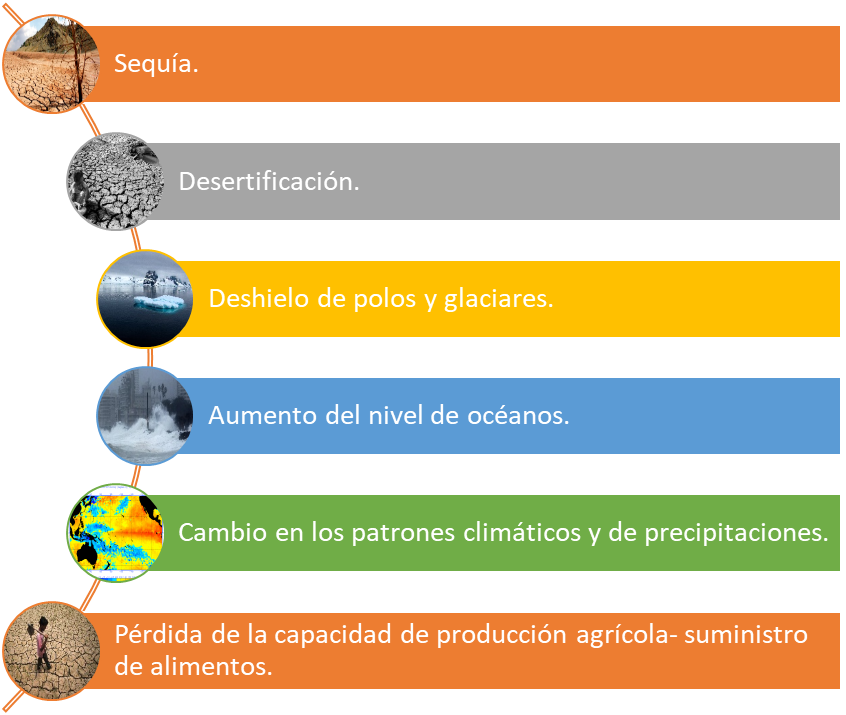 Sequía.
Desertificación.
Deshielo de polos y glaciares.
Aumento del nivel de océanos.
Cambio en los patrones climáticos y de precipitaciones.
Pérdida de la capacidad de producción agrícola- suministro
de alimentos.